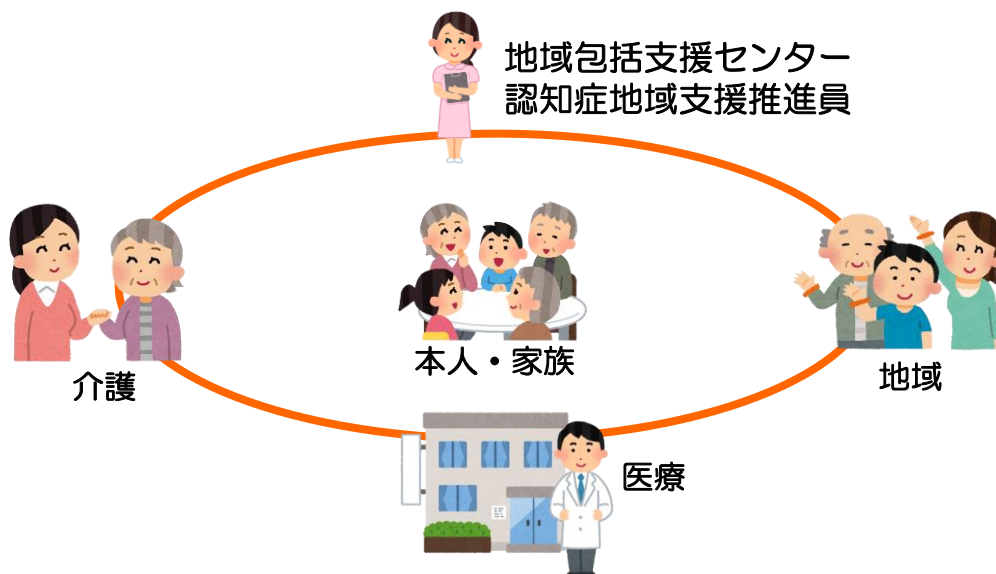 地域包括支援センター
認知症地域支援推進員
介護
本人・家族
地域
医療